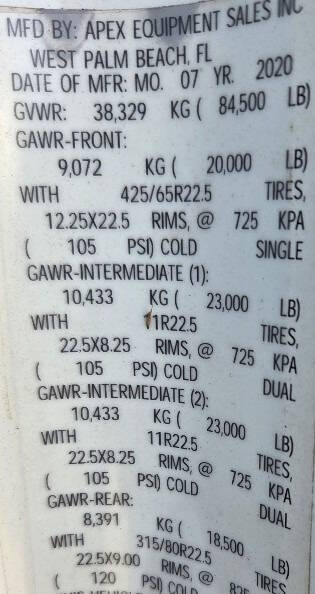 MFD BY: APEX EQUIPMENT SALES INC
WEST PALM BEACH, FL
DATE OF MFR: MO. 07 YR. 2020
GVWR: 38,329 KG ( 84,500 LB)
GAWR-FRONT:
9,072 KG ( 20,000 LB)
WITH 425/65R22.5 TIRES,
12.25X22.5 RIMS, @ 725 KPA
( 105 PSI) COLD SINGLE
GAWR-INTERMEDIATE (1):
10,433 KG ( 23,000 LB)
WITH 11R22.5 TIRES,
22.5X8.25 RIMS, @ 725 KPA
( 105 PSI) COLD DUAL
GAWR-INTERMEDIATE (2):
10,433 KG ( 23,000 LB)
WITH 11R22.5 TIRES,
22.5X8.25 RIMS, @ 725 KPA
( 105 PSI) COLD DUAL
GAWR-REAR:
8,391 KG ( 18,500 LB)
WITH 315/80R22.5 TIRES
22.5X9.00 RIMS, @
( 120 PSI) COLD